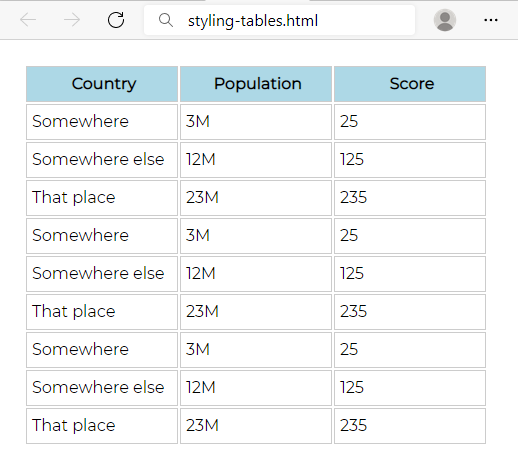 styling-tables.html
Country Population Score
Somewhere 3M 25
Somewhere else 12M 125
That place 23M 235
Somewhere 3M 25
Somewhere else 12M 125
That place 23M 235
Somewhere 3M 25
Somewhere else 12M 125
That place 23M 235